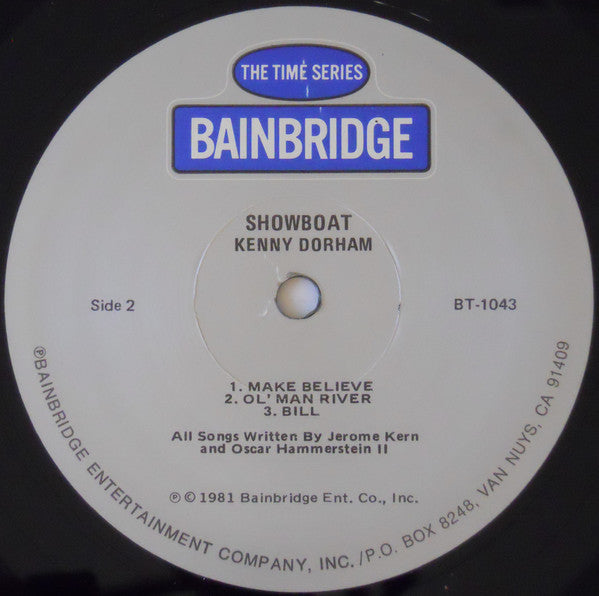 THE TIME SERIES
BAINBRIDGE
SHOWBOAT
KENNY DORHAM
Side 2
BT-1043
1. MAKE BELIEVE
2. OL' MAN RIVER
3. BILL
All Songs Written By Jerome Kern
and Oscar Hammerstein II
℗ © 1981 Bainbridge Ent. Co., Inc.
℗BAINBRIDGE ENTERTAINMENT COMPANY, INC./P.O. BOX 8248, VAN NUYS, CA 91409